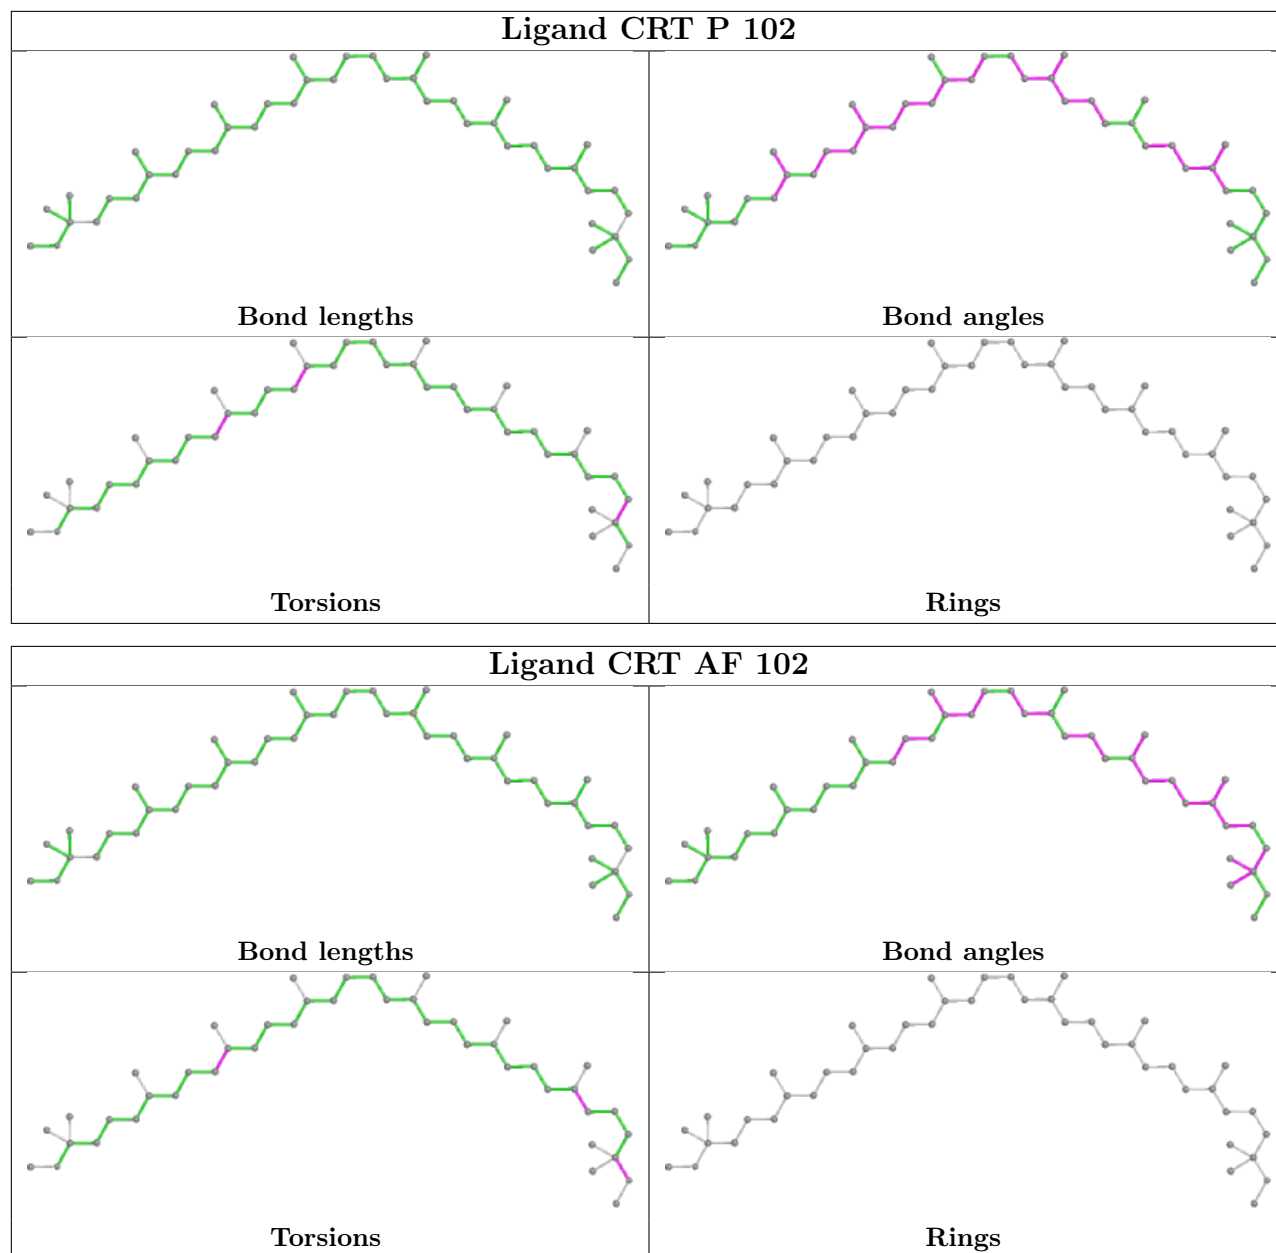 Ligand CRT P 102
Bond lengths
Bond angles
Torsions
Rings
Ligand CRT AF 102
Bond lengths
Bond angles
Torsions
Rings